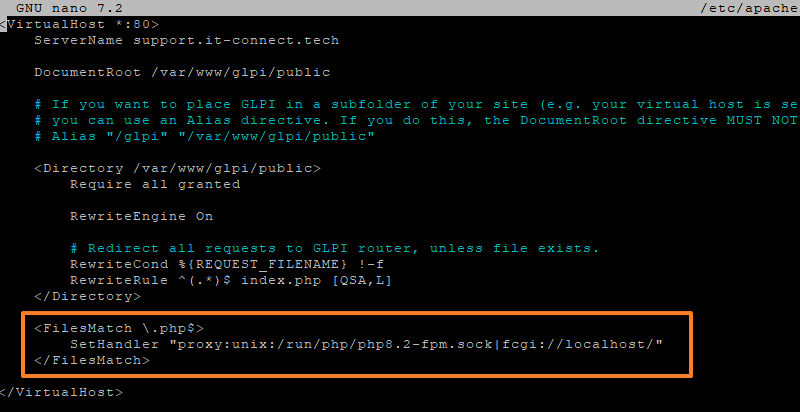 GNU nano 7.2 /etc/apache
<VirtualHost *:80>
ServerName support.it-connect.tech
DocumentRoot /var/www/glpi/public
# If you want to place GLPI in a subfolder of your site (e.g. your virtual host is se
# you can use an Alias directive. If you do this, the DocumentRoot directive MUST NOT
# Alias "/glpi" "/var/www/glpi/public"
<Directory /var/www/glpi/public>
Require all granted
RewriteEngine On
# Redirect all requests to GLPI router, unless file exists.
RewriteCond %{REQUEST_FILENAME} !-f
RewriteRule ^(.*)$ index.php [QSA,L]
</Directory>
<FilesMatch \.php$>
SetHandler "proxy:unix:/run/php/php8.2-fpm.sock|fcgi://localhost/"
</FilesMatch>
</VirtualHost>